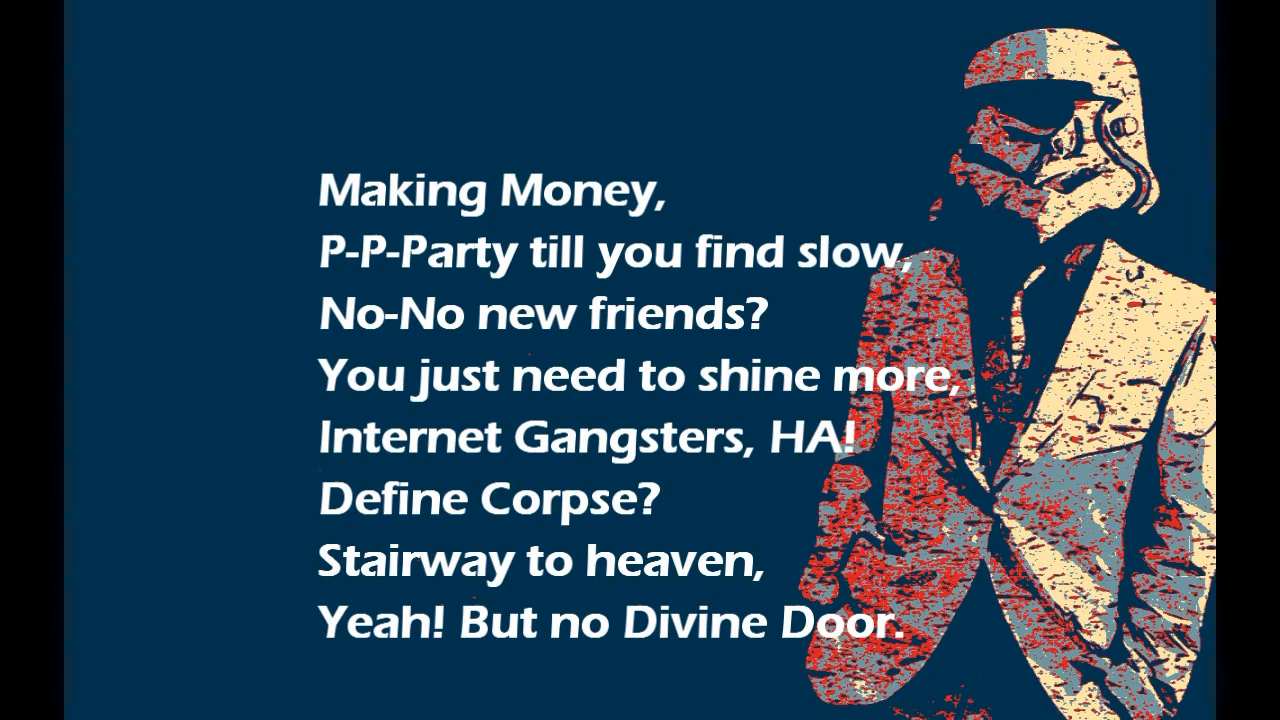 Making Money,
P-P-Party till you find slow,
No-No new friends?
You just need to shine more,
Internet Gangsters, HA!
Define Corpse?
Stairway to heaven,
Yeah! But no Divine Door.